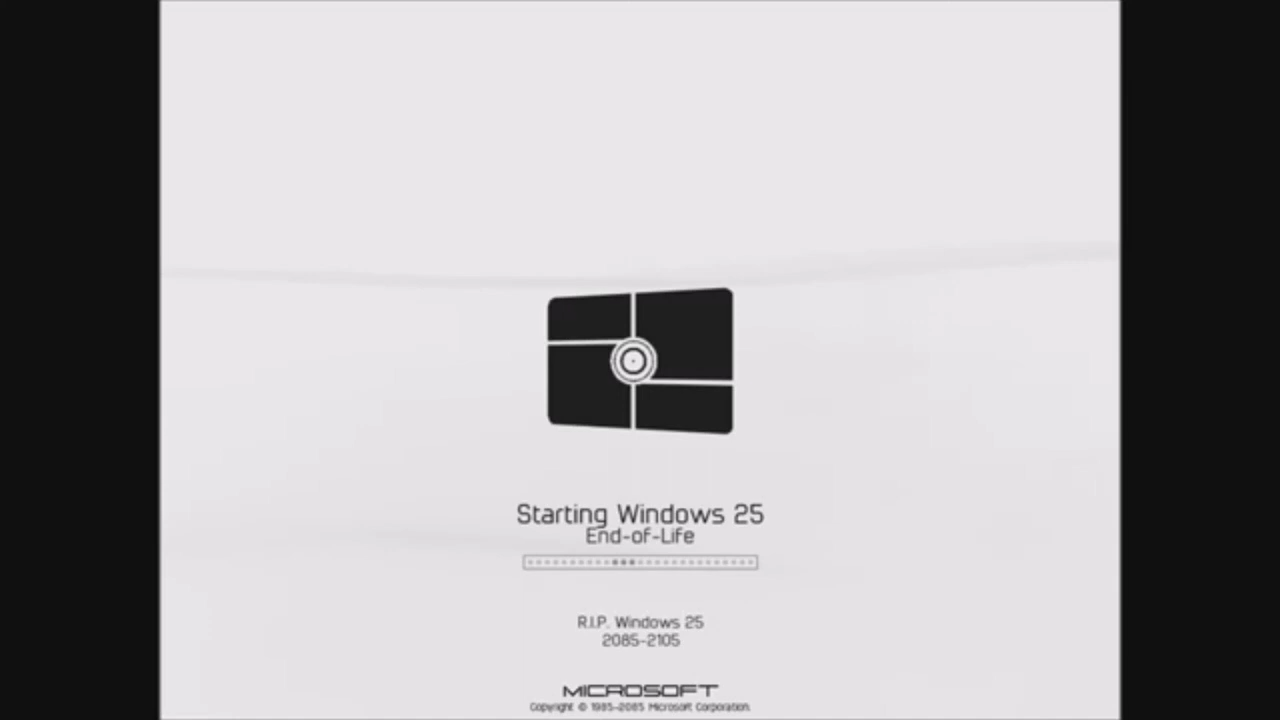 Starting Windows 25
End-of-Life
R.I.P. Windows 25
2085-2105
MICROSOFT
Copyright © 1985-2085 Microsoft Corporation.